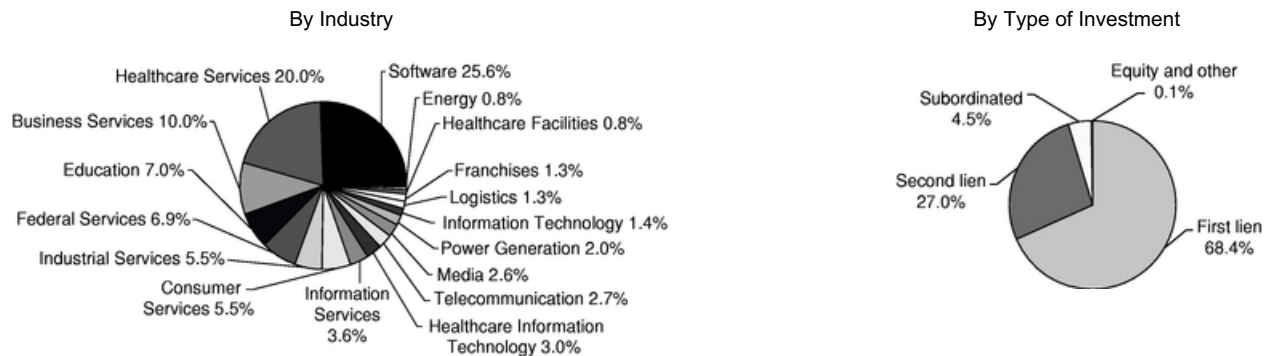 By Industry
Healthcare Services 20.0%
Software 25.6%
Energy 0.8%
Business Services 10.0%
Healthcare Facilities 0.8%
Education 7.0%
Franchises 1.3%
Logistics 1.3%
Federal Services 6.9%
Information Technology 1.4%
Power Generation 2.0%
Industrial Services 5.5%
Media 2.6%
Consumer
Services 5.5%
Information
Services
3.6%
Telecommunication 2.7%
Healthcare Information
Technology 3.0%
By Type of Investment
Equity and other
0.1%
Subordinated
4.5%
Second lien
27.0%
First lien
68.4%